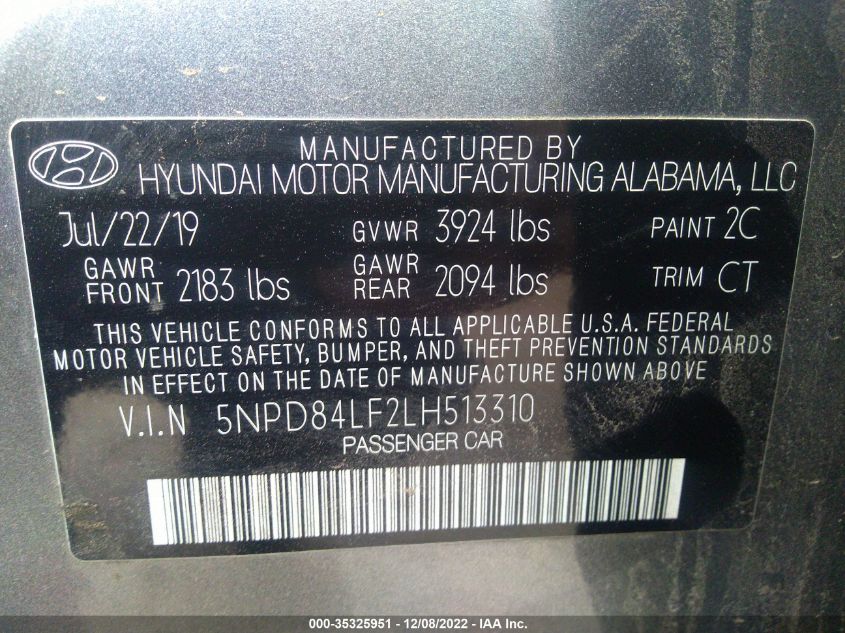 MANUFACTURED BY
HYUNDAI MOTOR MANUFACTURING ALABAMA, LLC
Jul/22/19 GVWR 3924 lbs PAINT 2C
GAWR FRONT 2183 lbs GAWR REAR 2094 lbs TRIM CT
THIS VEHICLE CONFORMS TO ALL APPLICABLE U.S.A. FEDERAL
MOTOR VEHICLE SAFETY, BUMPER, AND THEFT PREVENTION STANDARDS
IN EFFECT ON THE DATE OF MANUFACTURE SHOWN ABOVE.
V.I.N 5NPD84LF2LH513310
PASSENGER CAR
000-35325951 - 12/08/2022 - IAA Inc.